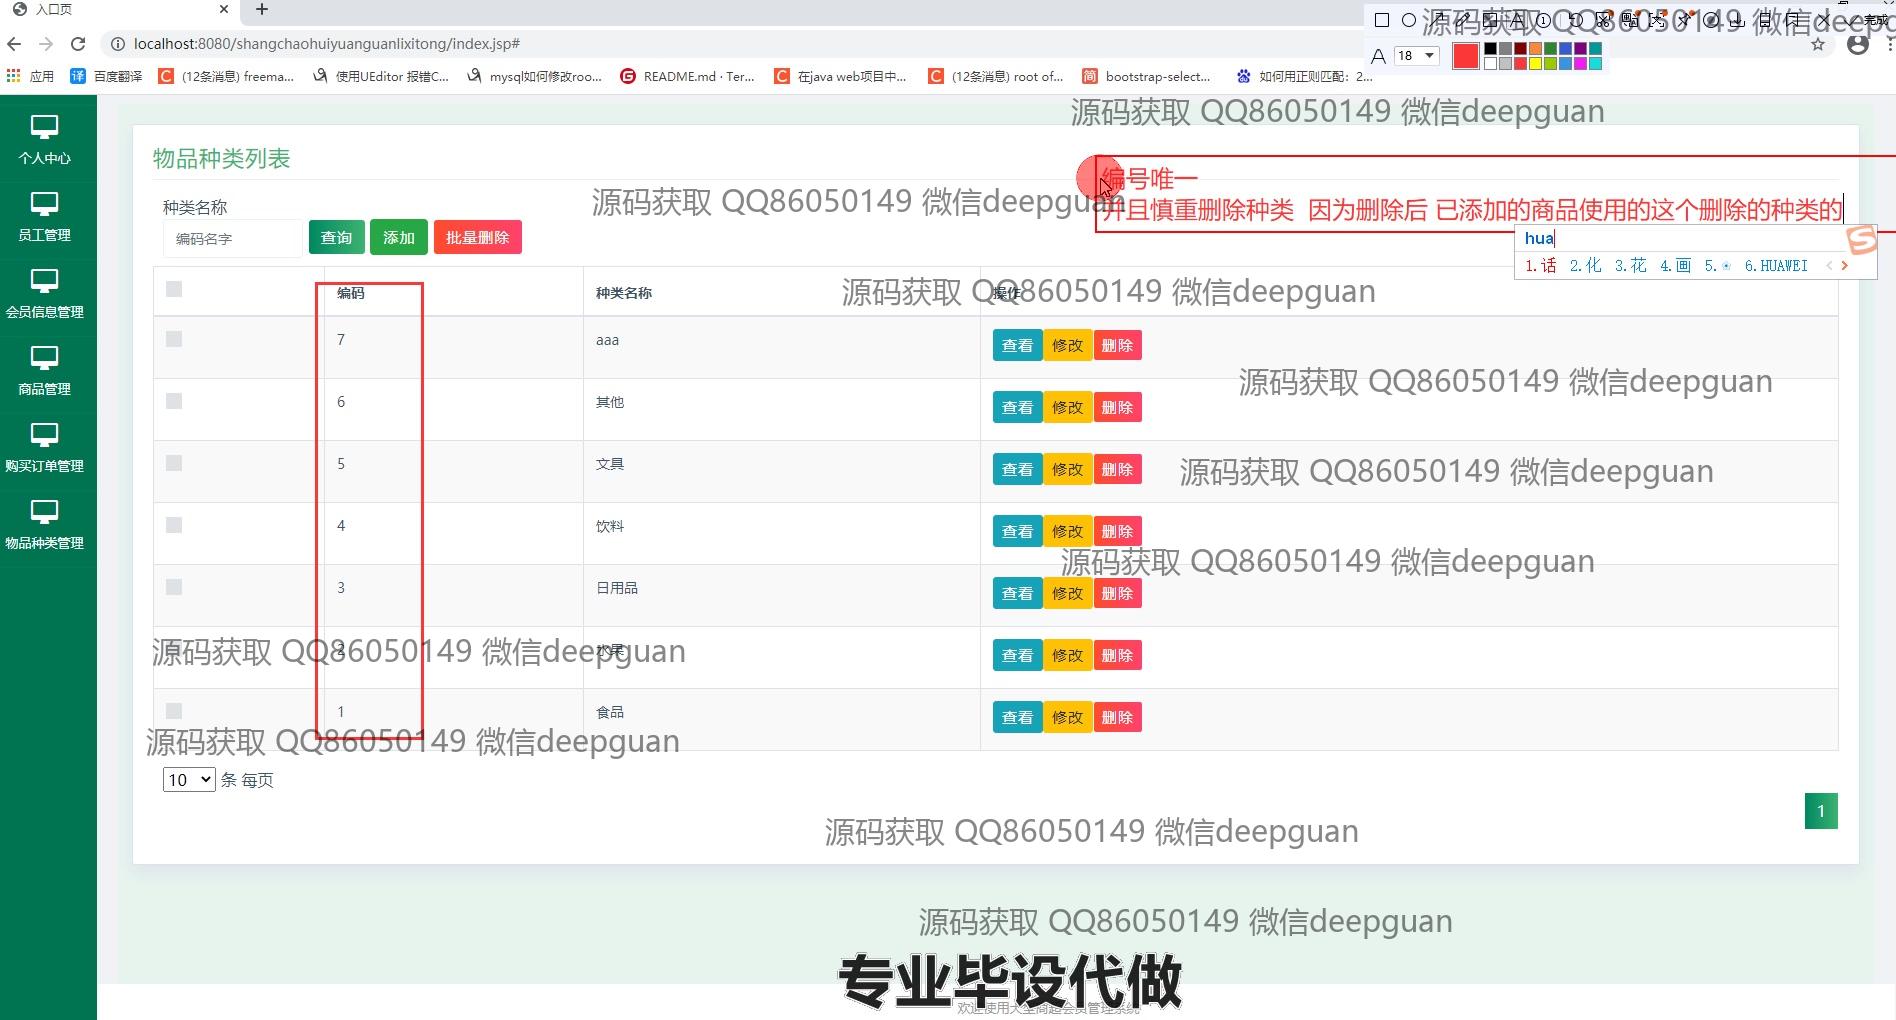 入口页
localhost:8080/shangchaohuiyuanguanlixitong/index.jsp#
应用 百度翻译 (12条消息) freema... 使用UEditor 报错C... mysql如何修改roo... README.md · Ter... 在java web项目中... (12条消息) root of... bootstrap-select... 如何用正则匹配：2...
18
完成
源码获取 QQ86050149 微信deepguan
源码获取 QQ86050149 微信deepguan
个人中心
员工管理
会员信息管理
商品管理
购买订单管理
物品种类管理
物品种类列表
编号唯一
并且慎重删除种类 因为删除后 已添加的商品使用的这个删除的种类的
hua
1.话 2.化 3.花 4.画 5. 6.HUAWEI
源码获取 QQ86050149 微信deepguan
种类名称
编码名字 查询 添加 批量删除
源码获取 QQ86050149 微信deepguan
编码 种类名称 操作
7 aaa 查看 修改 删除
源码获取 QQ86050149 微信deepguan
6 其他 查看 修改 删除
5 文具 查看 修改 删除
源码获取 QQ86050149 微信deepguan
4 饮料 查看 修改 删除
源码获取 QQ86050149 微信deepguan
3 日用品 查看 修改 删除
2 水果 查看 修改 删除
源码获取 QQ86050149 微信deepguan
1 食品 查看 修改 删除
源码获取 QQ86050149 微信deepguan
10 条 每页
1
源码获取 QQ86050149 微信deepguan
源码获取 QQ86050149 微信deepguan
专业毕设代做
欢迎使用大型商超会员管理系统